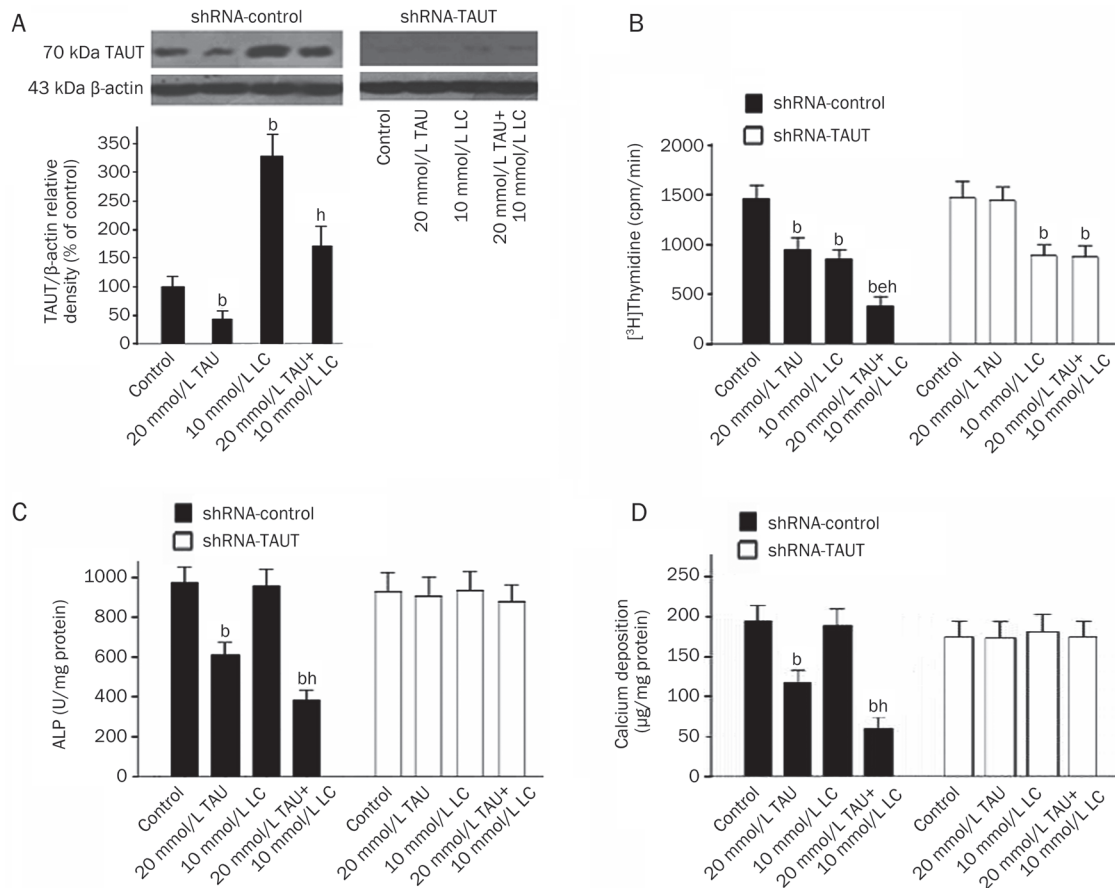 A
shRNA-control
shRNA-TAUT
70 kDa TAUT
43 kDa β-actin
Control
20 mmol/L TAU
10 mmol/L LC
20 mmol/L TAU+
10 mmol/L LC
TAUT/β-actin relative
density (% of control)
350
300
250
200
150
100
50
0
b
b
h
Control
20 mmol/L TAU
10 mmol/L LC
20 mmol/L TAU+
10 mmol/L LC
B
shRNA-control
shRNA-TAUT
[³H]Thymidine (cpm/min)
2000
1500
1000
500
0
b
b
beh
b
b
Control
20 mmol/L TAU
10 mmol/L LC
20 mmol/L TAU+
10 mmol/L LC
Control
20 mmol/L TAU
10 mmol/L LC
20 mmol/L TAU+
10 mmol/L LC
C
shRNA-control
shRNA-TAUT
ALP (U/mg protein)
1000
800
600
400
200
0
b
bh
Control
20 mmol/L TAU
10 mmol/L LC
20 mmol/L TAU+
10 mmol/L LC
Control
20 mmol/L TAU
10 mmol/L LC
20 mmol/L TAU+
10 mmol/L LC
D
shRNA-control
shRNA-TAUT
Calcium deposition
(μg/mg protein)
250
200
150
100
50
0
b
bh
Control
20 mmol/L TAU
10 mmol/L LC
20 mmol/L TAU+
10 mmol/L LC
Control
20 mmol/L TAU
10 mmol/L LC
20 mmol/L TAU+
10 mmol/L LC